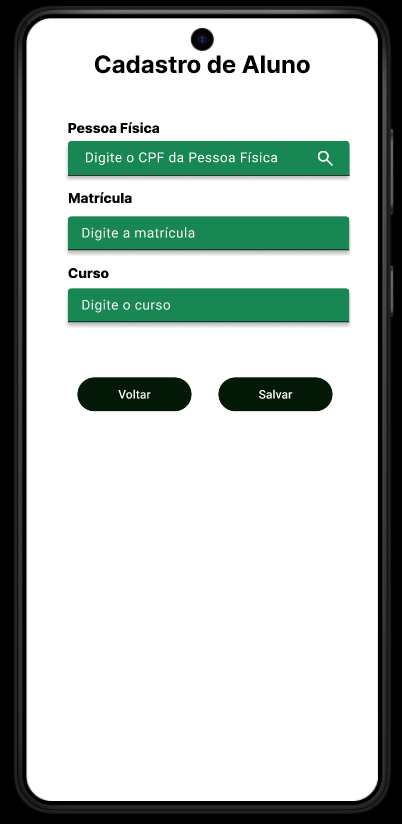 Cadastro de Aluno
Pessoa Física
Digite o CPF da Pessoa Física
Matrícula
Digite a matrícula
Curso
Digite o curso
Voltar
Salvar